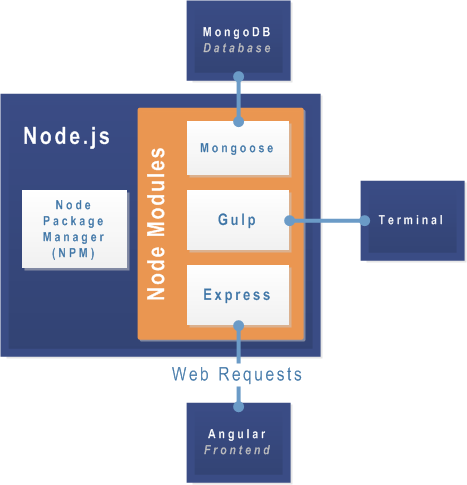 MongoDB
Database
Node.js
Node Modules
Mongoose
Node
Package
Manager
(NPM)
Gulp
Terminal
Express
Web Requests
Angular
Frontend